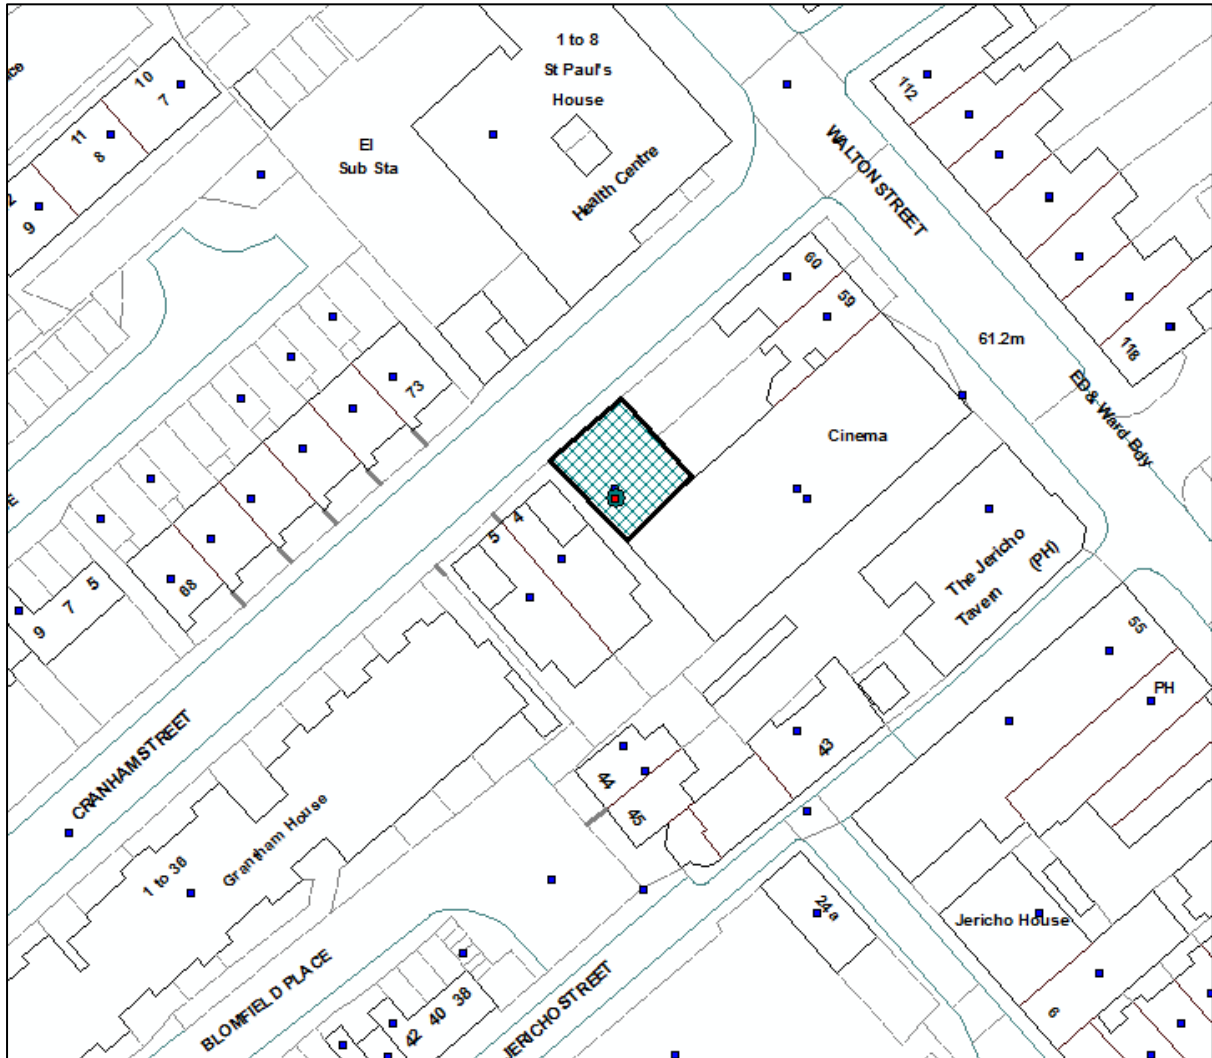 1 to 8
St Paul's
House
10
7
11
8
2
9
El
Sub Sta
Health Centre
112
WALTON STREET
60
59
61.2m
118
ED & Ward Bdy
73
Cinema
68
5
7
9
4
5
The Jericho
Tavern
(PH)
55
PH
CRANHAM STREET
44
45
43
Grantham House
1 to 36
24a
Jericho House
6
BLOMFIELD PLACE
JERICHO STREET
38
40
42